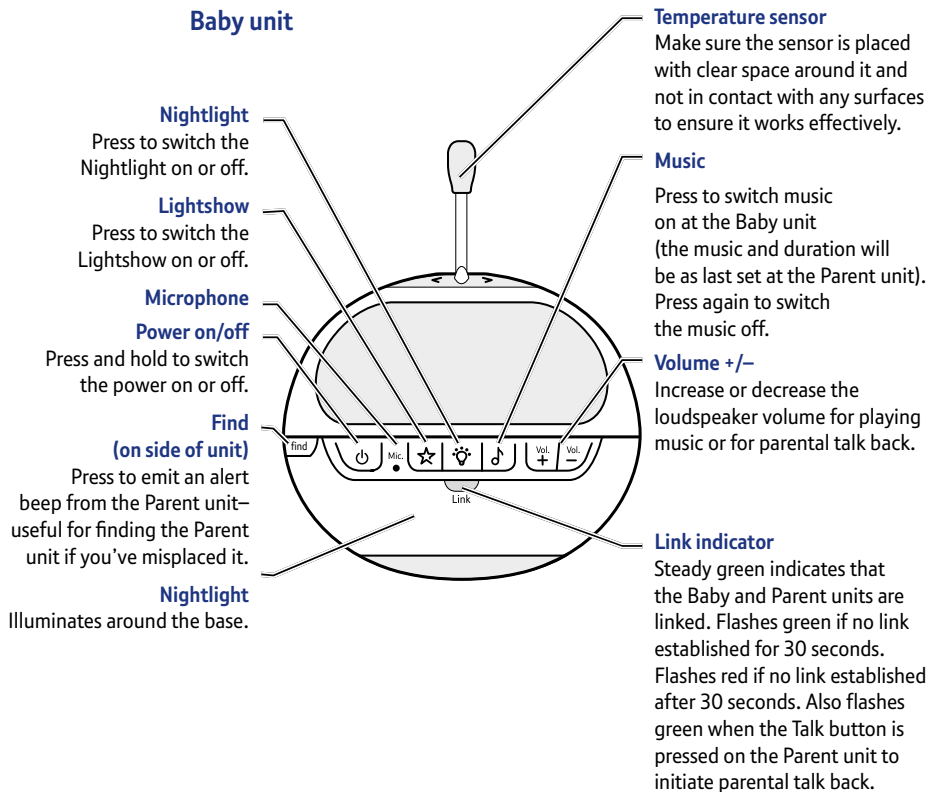 Baby unit
Nightlight
Press to switch the
Nightlight on or off.
Lightshow
Press to switch the
Lightshow on or off.
Microphone
Power on/off
Press and hold to switch
the power on or off.
Find
(on side of unit)
Press to emit an alert
beep from the Parent unit–
useful for finding the Parent
unit if you've misplaced it.
Nightlight
Illuminates around the base.
find
Mic.
Vol.
+
Vol.
–
Link
Temperature sensor
Make sure the sensor is placed
with clear space around it and
not in contact with any surfaces
to ensure it works effectively.
Music
Press to switch music
on at the Baby unit
(the music and duration will
be as last set at the Parent unit).
Press again to switch
the music off.
Volume +/–
Increase or decrease the
loudspeaker volume for playing
music or for parental talk back.
Link indicator
Steady green indicates that
the Baby and Parent units are
linked. Flashes green if no link
established for 30 seconds.
Flashes red if no link established
after 30 seconds. Also flashes
green when the Talk button is
pressed on the Parent unit to
initiate parental talk back.